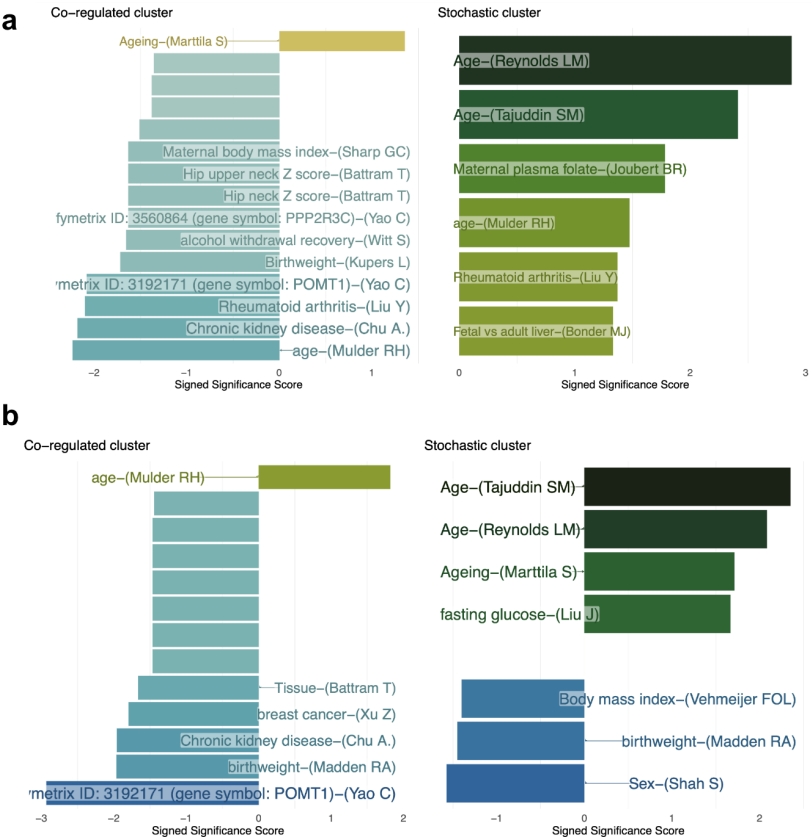 a
Co-regulated cluster
Ageing-(Marttila S)
Maternal body mass index-(Sharp GC)
Hip upper neck Z score-(Battram T)
Hip neck Z score-(Battram T)
fymetrix ID: 3560864 (gene symbol: PPP2R3C)-(Yao C)
alcohol withdrawal recovery-(Witt S)
Birthweight-(Kupers L)
metrix ID: 3192171 (gene symbol: POMT1)-(Yao C)
Rheumatoid arthritis-(Liu Y)
Chronic kidney disease-(Chu A.)
age-(Mulder RH)
-2 -1 0 1
Signed Significance Score
Stochastic cluster
Age-(Reynolds LM)
Age-(Tajuddin SM)
Maternal plasma folate-(Joubert BR)
age-(Mulder RH)
Rheumatoid arthritis-(Liu Y)
Fetal vs adult liver-(Bonder MJ)
0 1 2 3
Signed Significance Score
b
Co-regulated cluster
age-(Mulder RH)
Tissue-(Battram T)
breast cancer-(Xu Z)
Chronic kidney disease-(Chu A.)
birthweight-(Madden RA)
metrix ID: 3192171 (gene symbol: POMT1)-(Yao C)
-3 -2 -1 0 1 2
Signed Significance Score
Stochastic cluster
Age-(Tajuddin SM)
Age-(Reynolds LM)
Ageing-(Marttila S)
fasting glucose-(Liu J)
Body mass index-(Vehmeijer FOL)
birthweight-(Madden RA)
Sex-(Shah S)
-1 0 1 2
Signed Significance Score